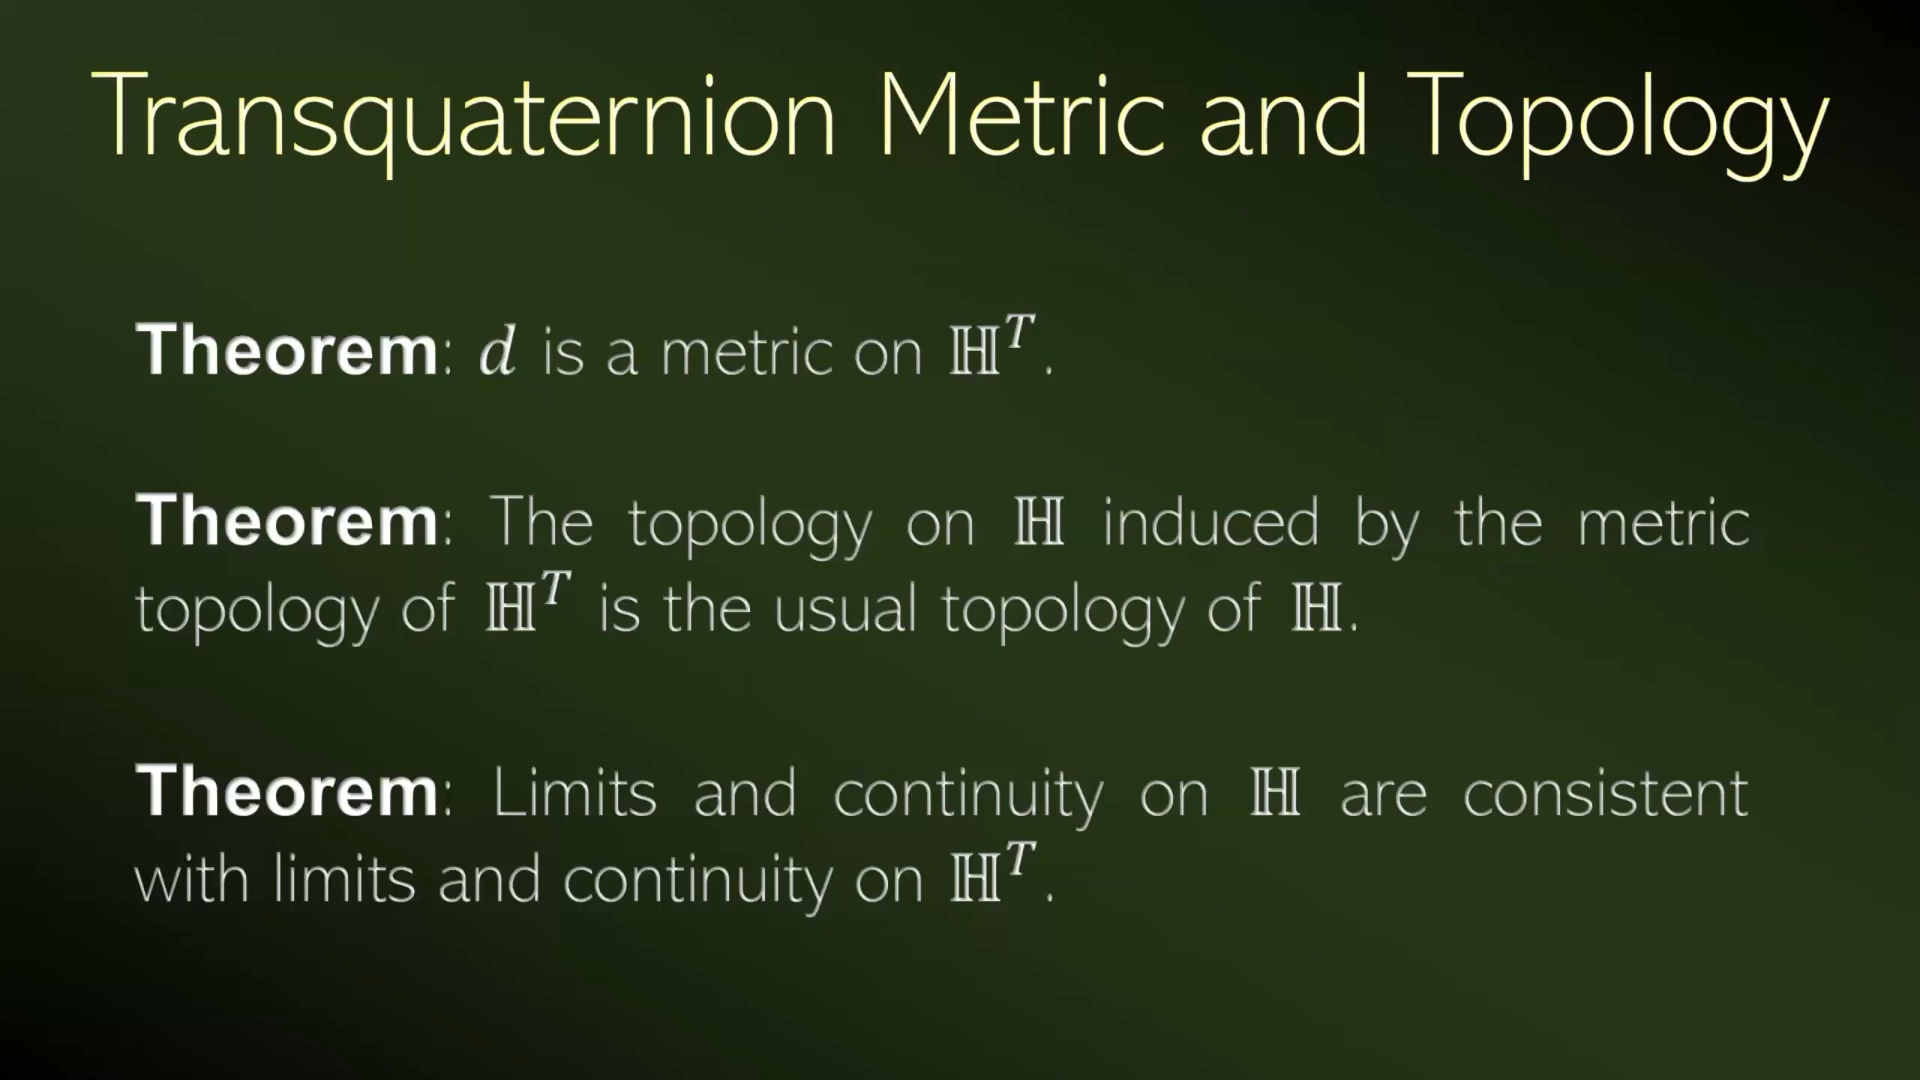 Transquaternion Metric and Topology
Theorem: d is a metric on ℍᵀ.
Theorem: The topology on ℍ induced by the metric
topology of ℍᵀ is the usual topology of ℍ.
Theorem: Limits and continuity on ℍ are consistent
with limits and continuity on ℍᵀ.